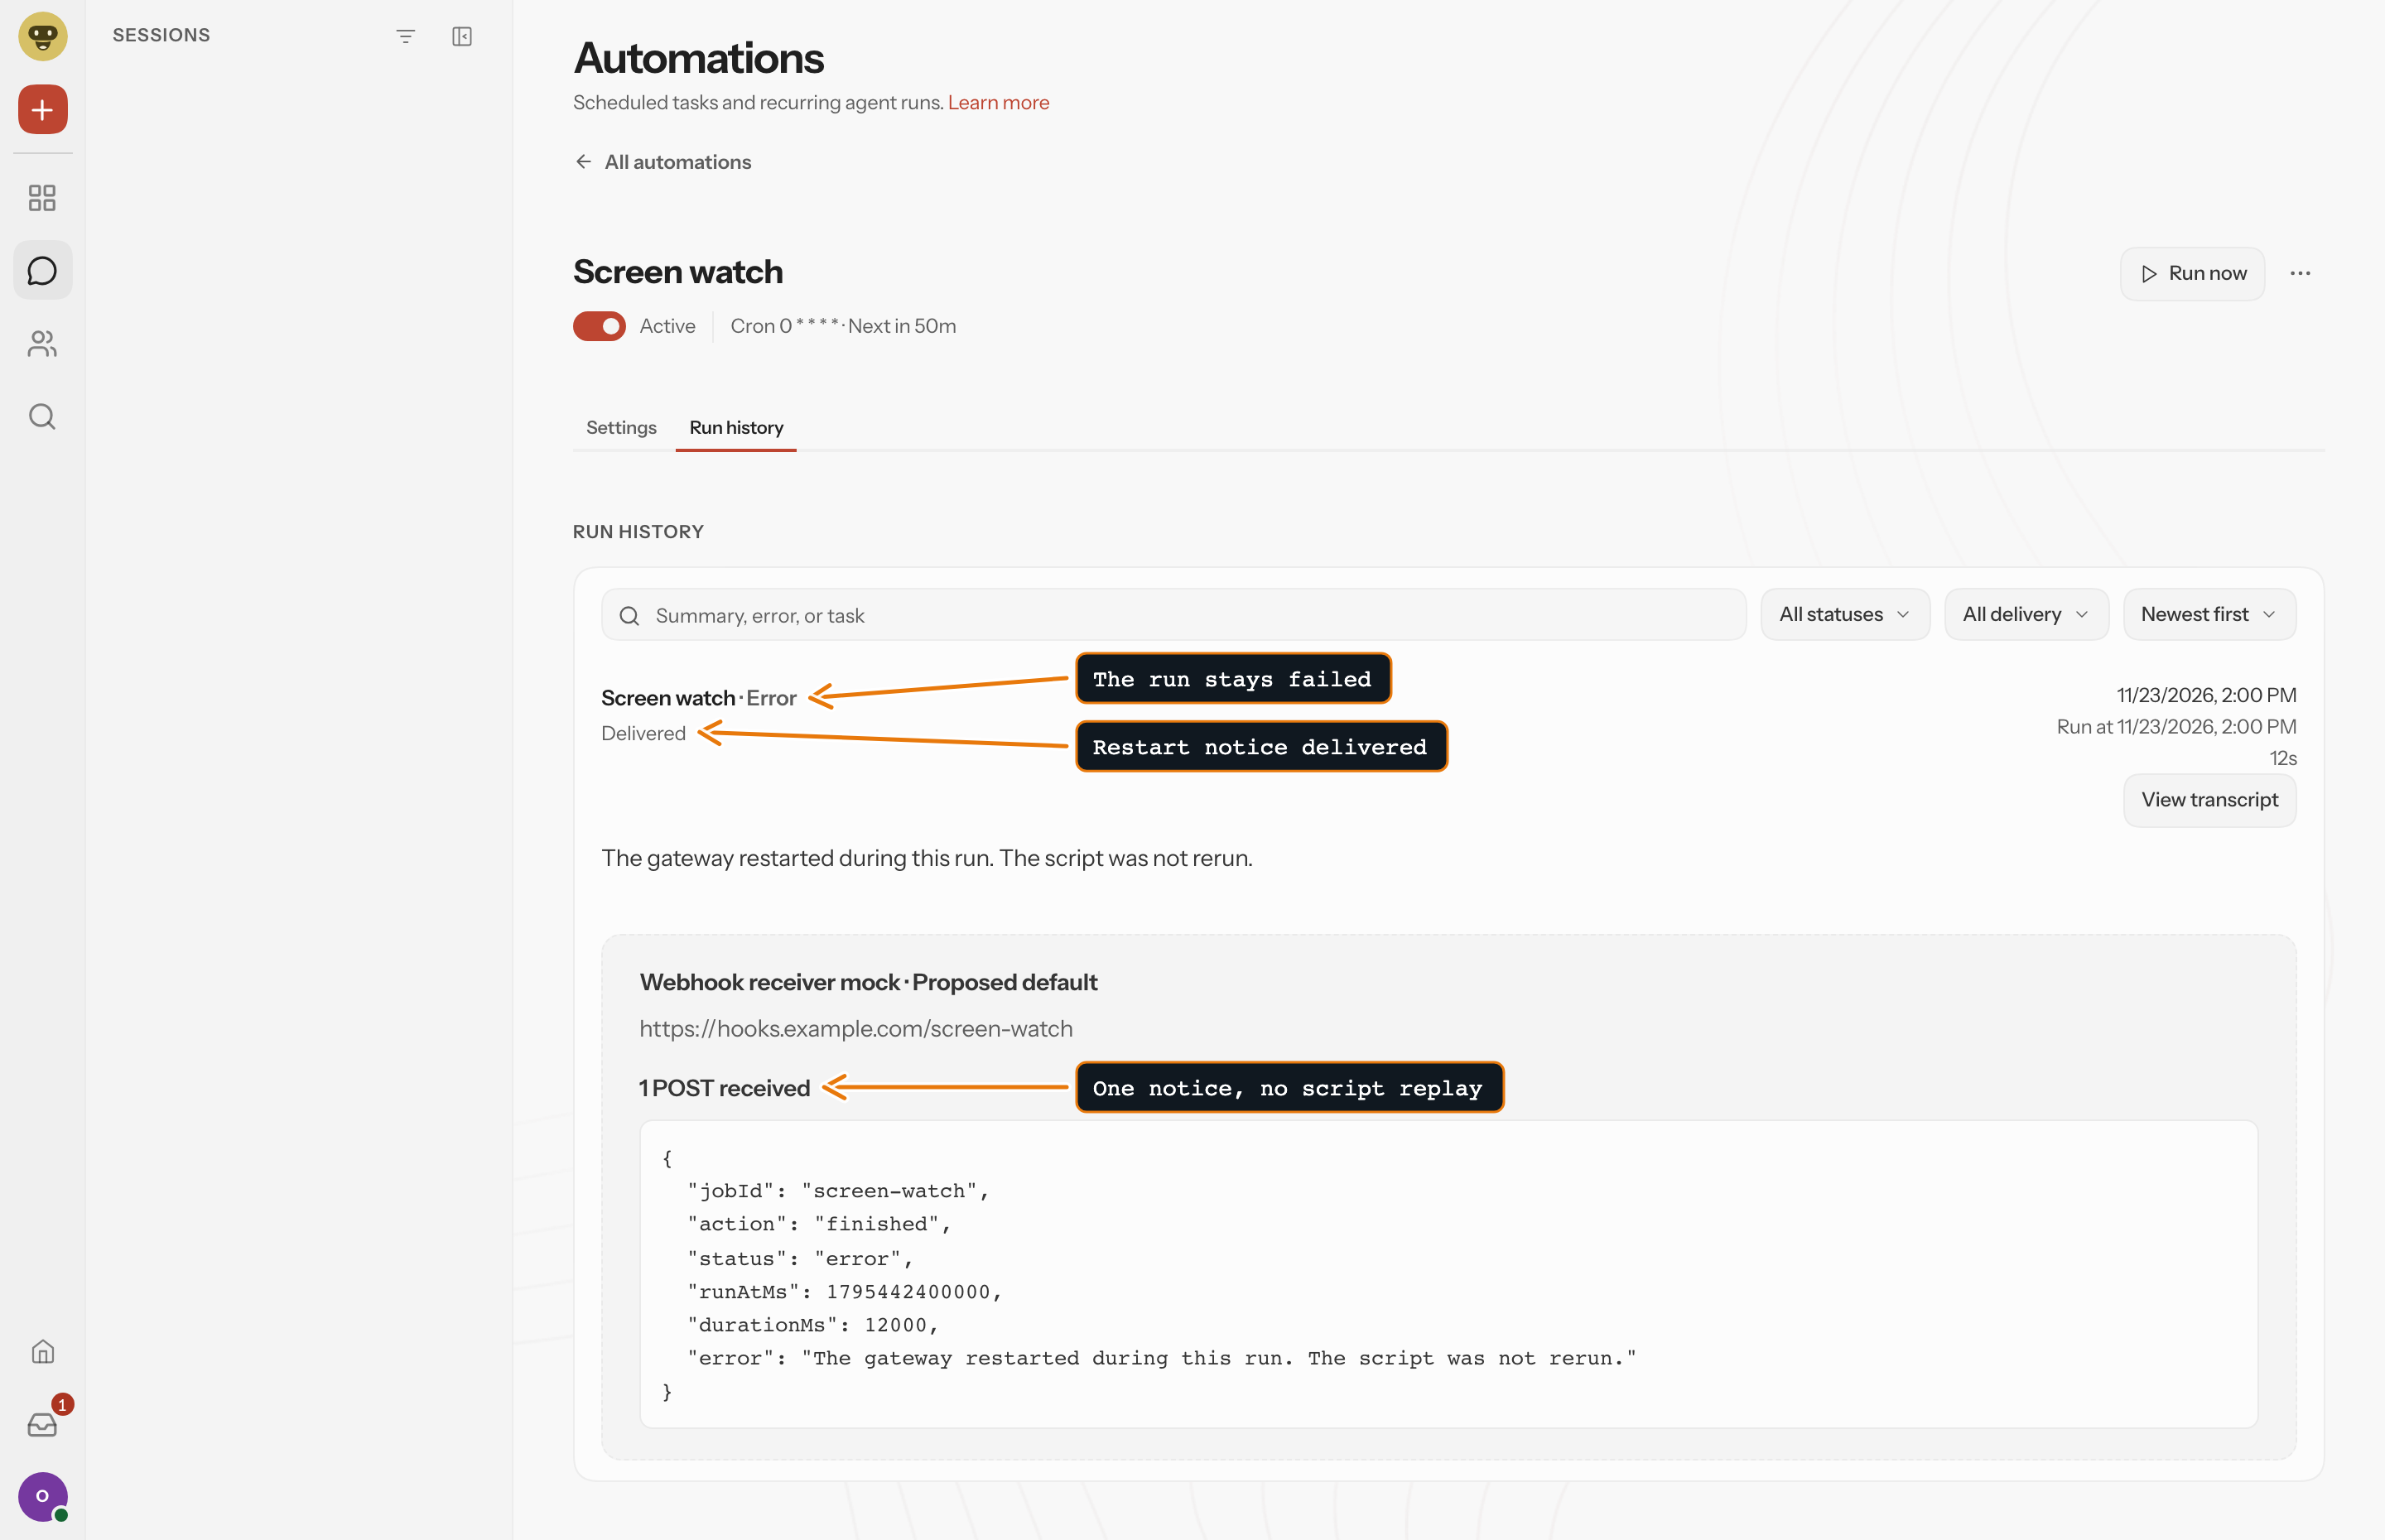 SESSIONS
Automations
Scheduled tasks and recurring agent runs. Learn more
← All automations
Screen watch
Run now
Active
Cron 0 * * * * · Next in 50m
Settings
Run history
RUN HISTORY
Summary, error, or task
All statuses
All delivery
Newest first
The run stays failed
Screen watch · Error
11/23/2026, 2:00 PM
Delivered
Run at 11/23/2026, 2:00 PM
Restart notice delivered
12s
View transcript
The gateway restarted during this run. The script was not rerun.
Webhook receiver mock · Proposed default
https://hooks.example.com/screen-watch
1 POST received
One notice, no script replay
{
"jobId": "screen-watch",
"action": "finished",
"status": "error",
"runAtMs": 1795442400000,
"durationMs": 12000,
"error": "The gateway restarted during this run. The script was not rerun."
}
1
O